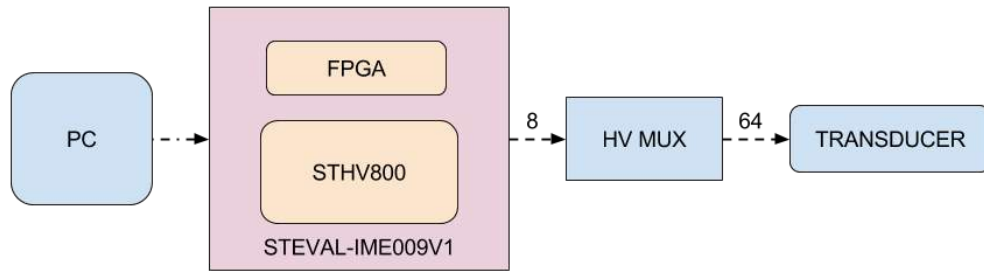 PC
FPGA
STHV800
STEVAL-IME009V1
8
HV MUX
64
TRANSDUCER